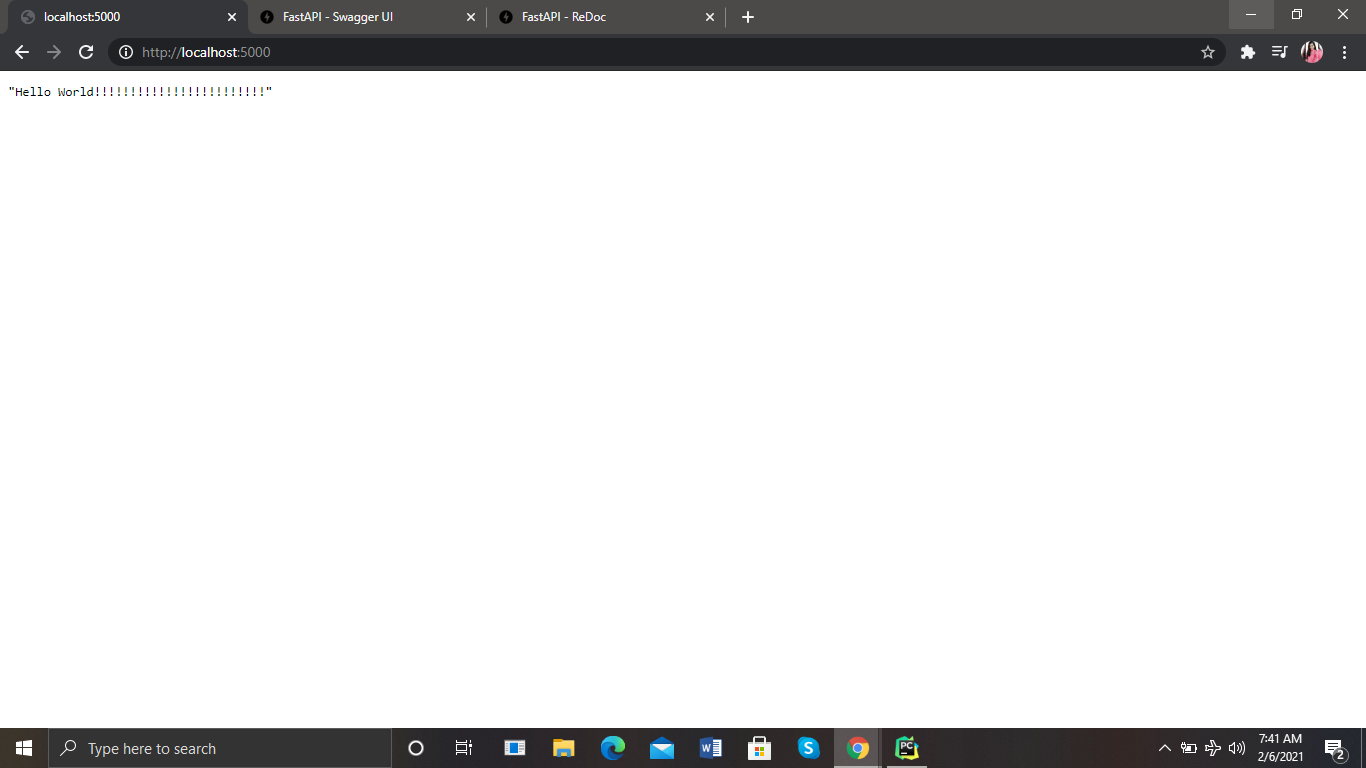 localhost:5000
FastAPI - Swagger UI
FastAPI - ReDoc
http://localhost:5000
"Hello World!!!!!!!!!!!!!!!!!!!!!!!!"
Type here to search
W
S
PC
7:41 AM
2/6/2021
2